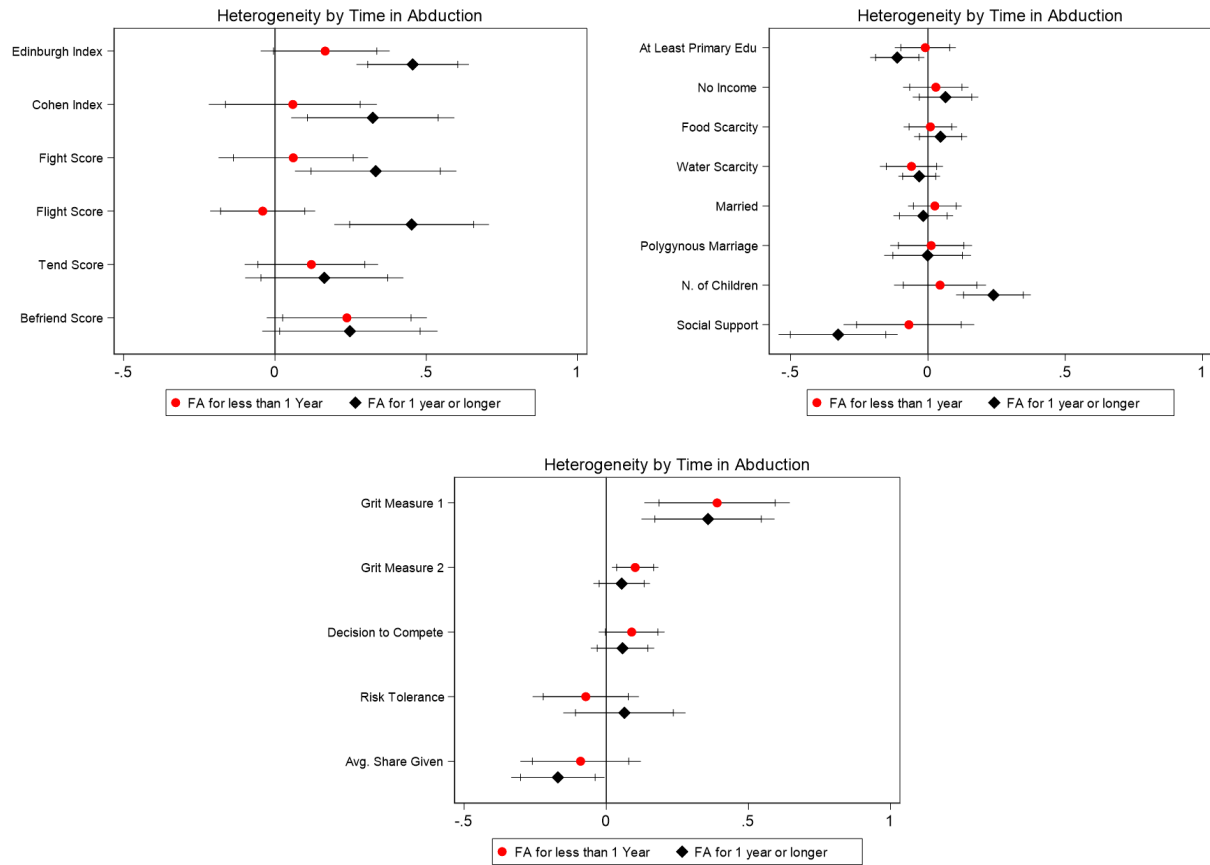 Heterogeneity by Time in Abduction
Edinburgh Index
Cohen Index
Fight Score
Flight Score
Tend Score
Befriend Score
-.5 0 .5 1
FA for less than 1 Year FA for 1 year or longer
Heterogeneity by Time in Abduction
At Least Primary Edu
No Income
Food Scarcity
Water Scarcity
Married
Polygynous Marriage
N. of Children
Social Support
-.5 0 .5 1
FA for less than 1 year FA for 1 year or longer
Heterogeneity by Time in Abduction
Grit Measure 1
Grit Measure 2
Decision to Compete
Risk Tolerance
Avg. Share Given
-.5 0 .5 1
FA for less than 1 Year FA for 1 year or longer